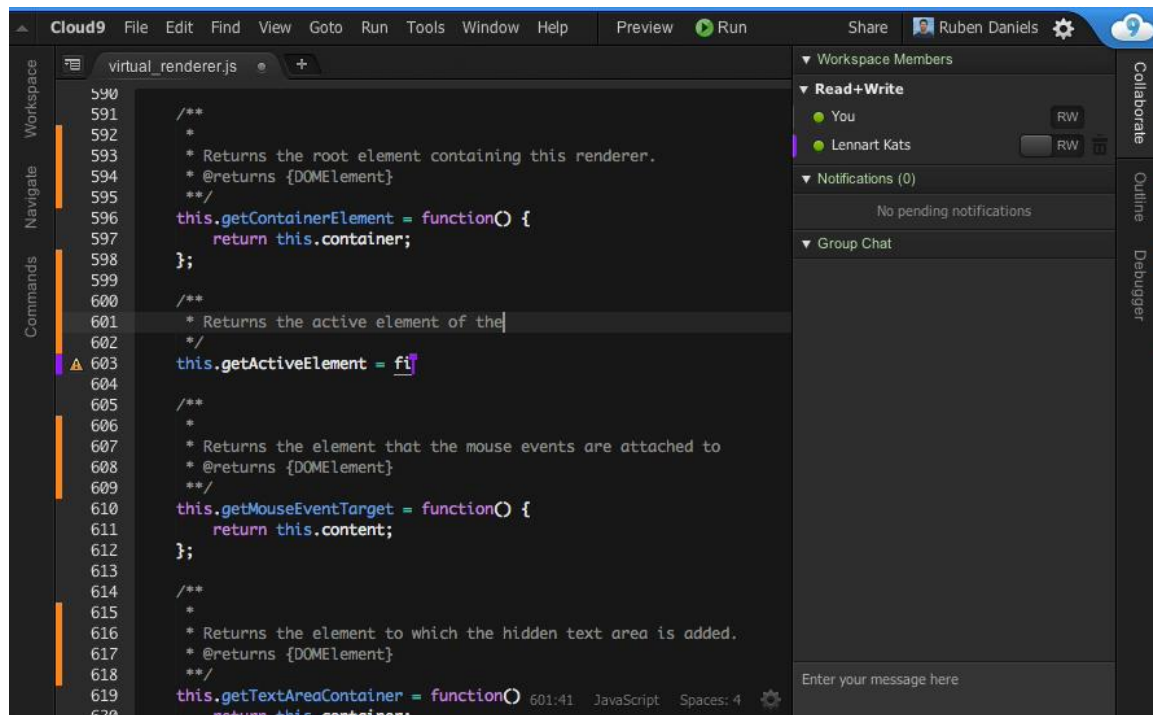 Cloud9 File Edit Find View Goto Run Tools Window Help Preview Run Share Ruben Daniels 9
Workspace
Navigate
Commands
virtual_renderer.js +
590
591 /**
592 *
593 * Returns the root element containing this renderer.
594 * @returns {DOMElement}
595 **/
596 this.getContainerElement = function() {
597 return this.container;
598 };
599
600 /**
601 * Returns the active element of the
602 */
603 this.getActiveElement = fi
604
605 /**
606 *
607 * Returns the element that the mouse events are attached to
608 * @returns {DOMElement}
609 **/
610 this.getMouseEventTarget = function() {
611 return this.content;
612 };
613
614 /**
615 *
616 * Returns the element to which the hidden text area is added.
617 * @returns {DOMElement}
618 **/
619 this.getTextAreaContainer = function()
620 return this.container;
601:41 JavaScript Spaces: 4
Workspace Members
Read+Write
You RW
Lennart Kats RW
Notifications (0)
No pending notifications
Group Chat
Enter your message here
Collaborate
Outline
Debugger